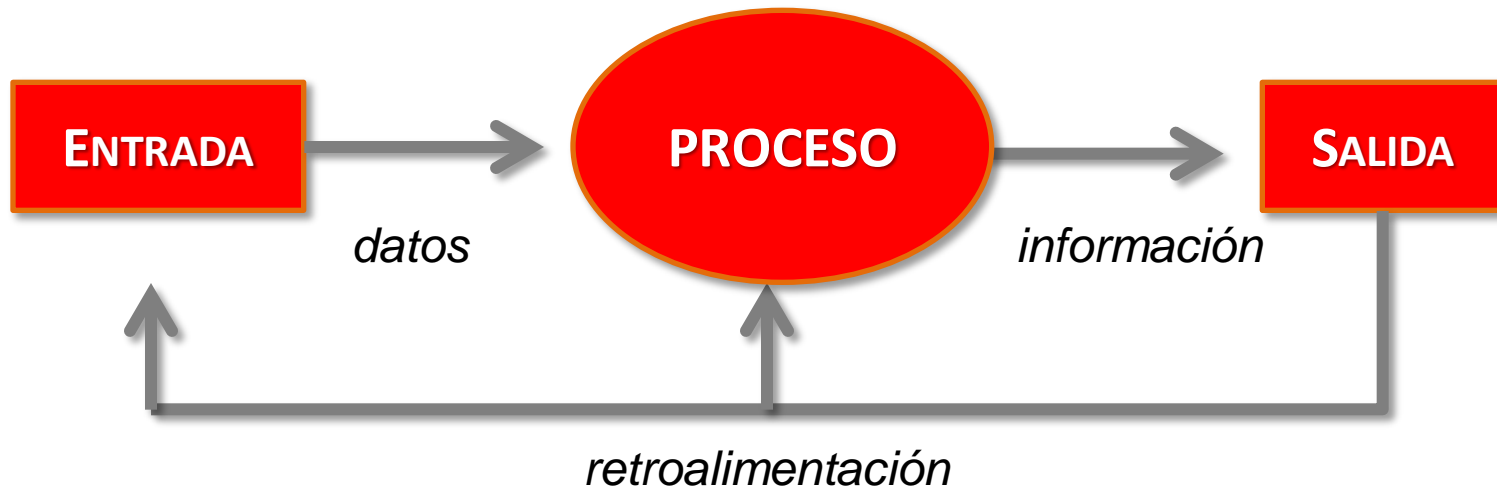 ENTRADA
PROCESO
SALIDA
datos
información
retroalimentación